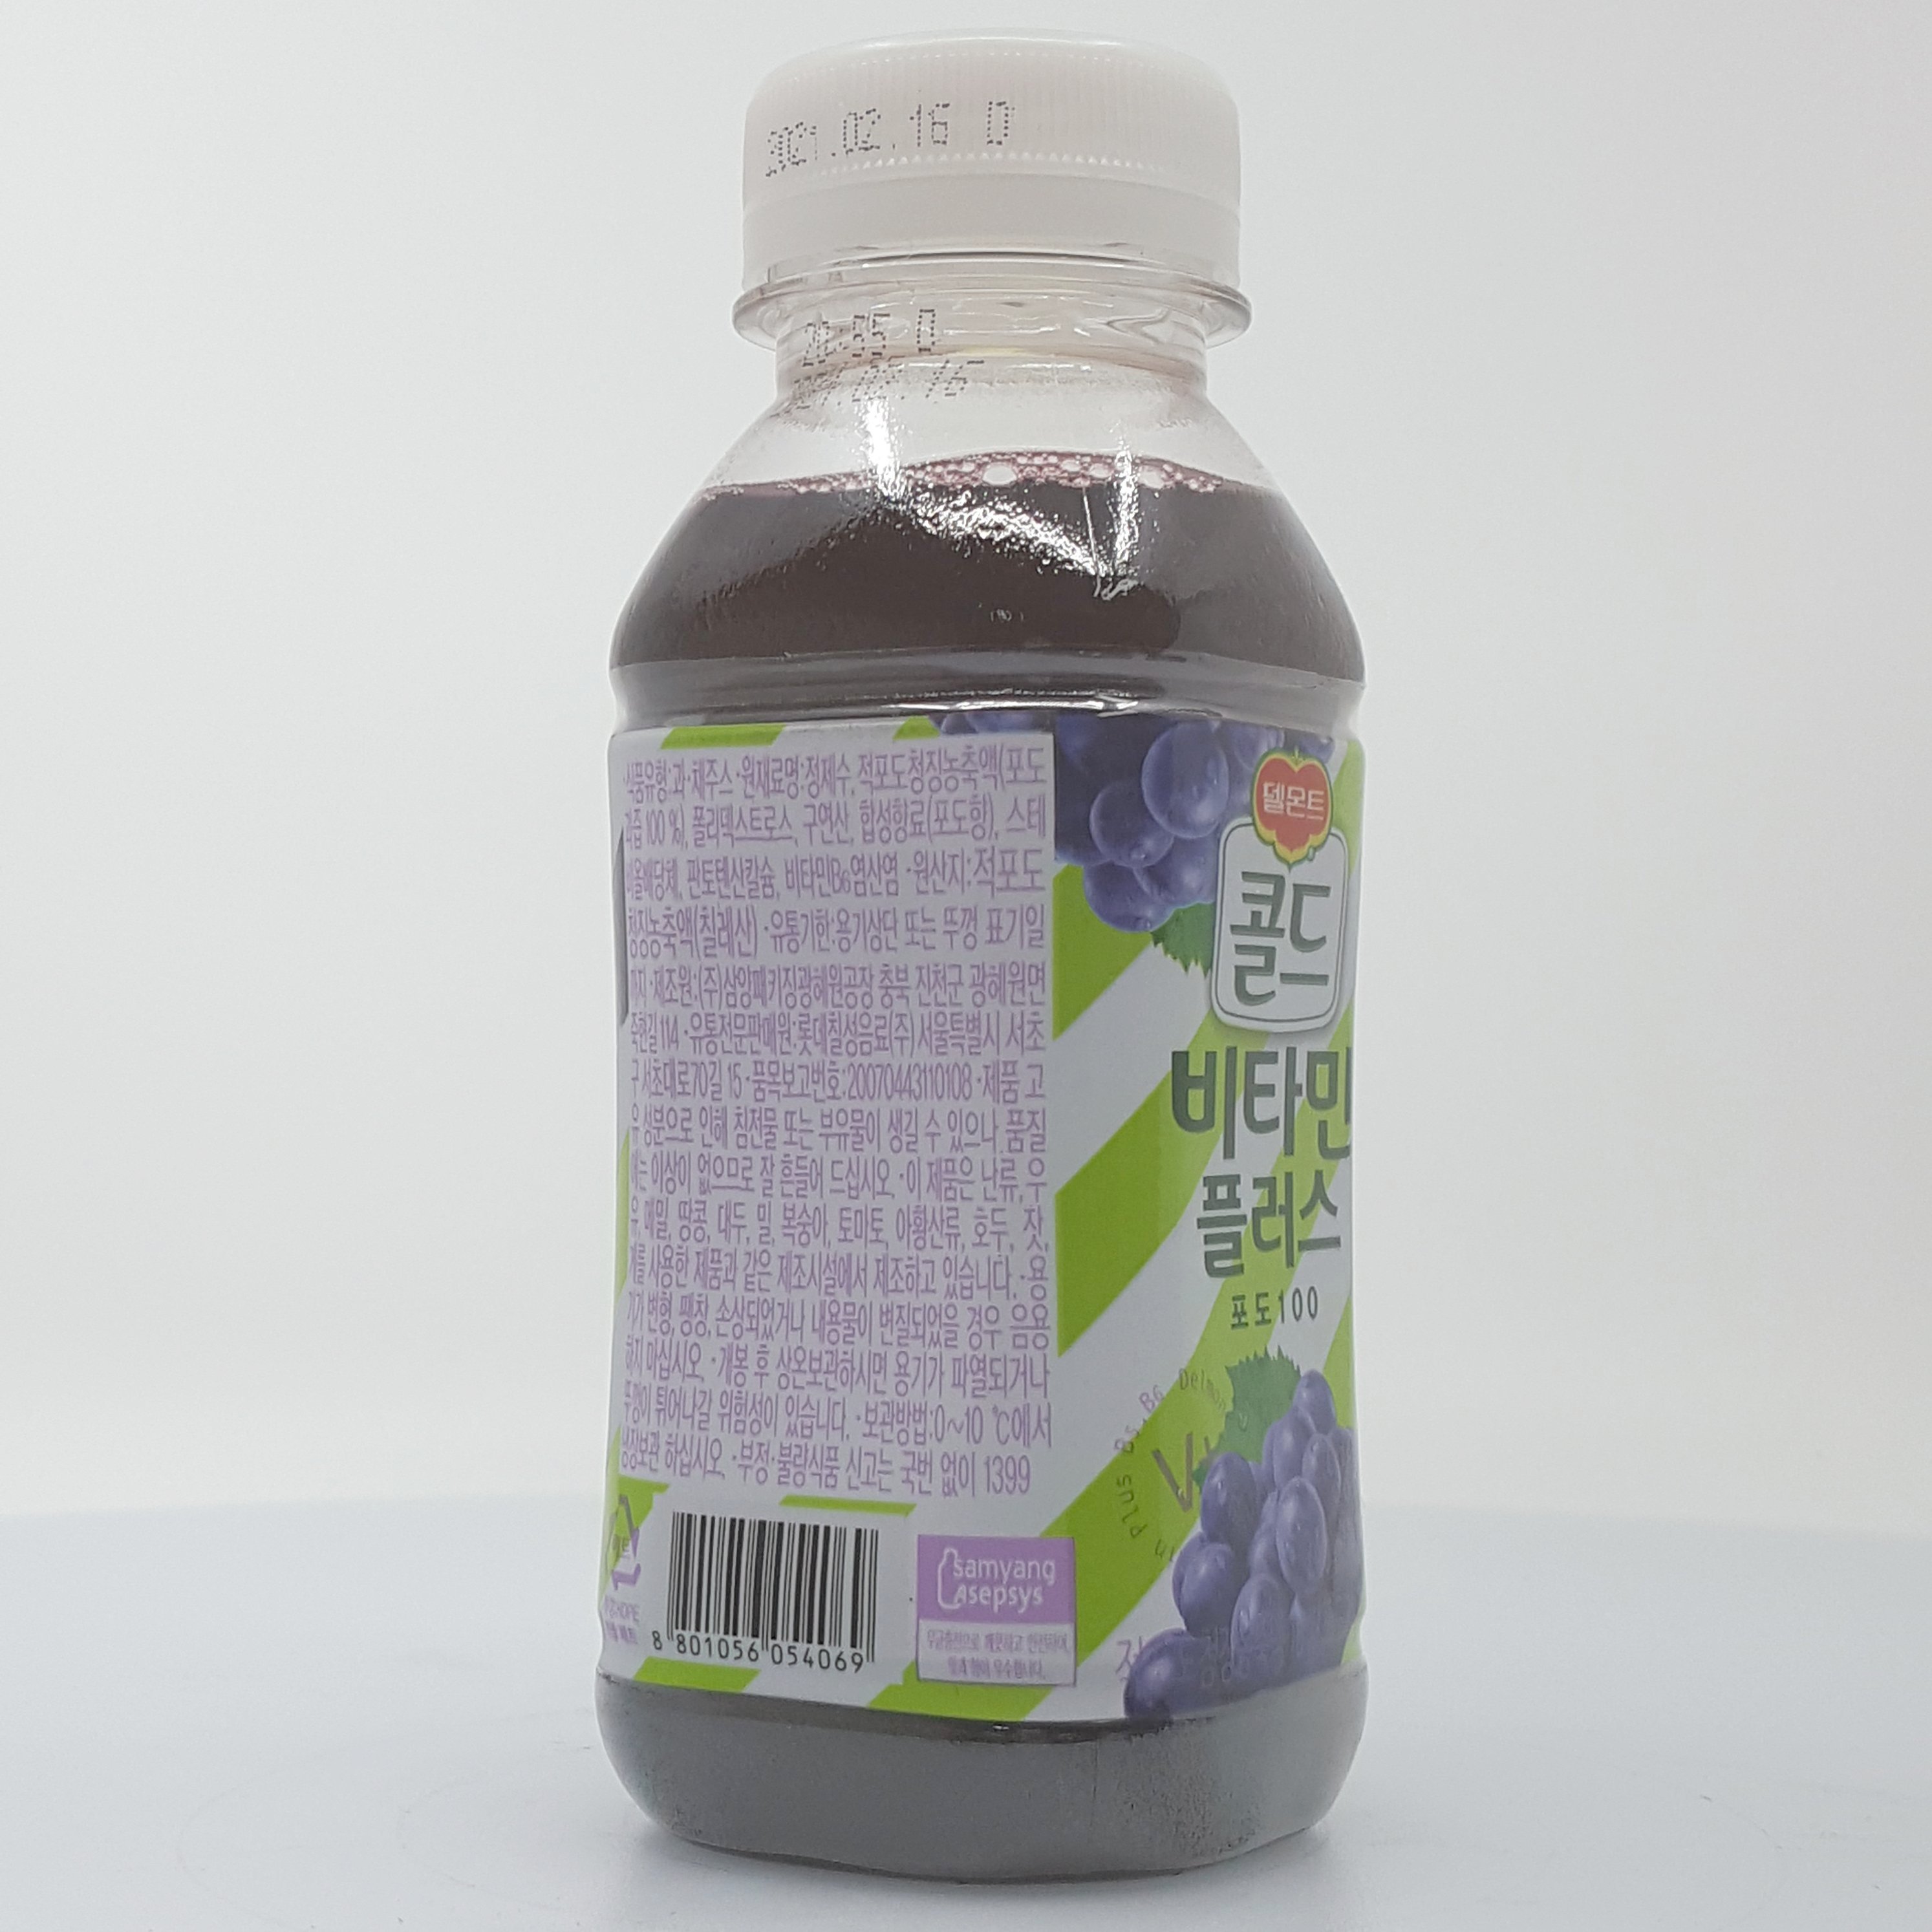 2021.02.16 D
델몬트
콜드
비타민
플러스
포도100
·식품유형:과·채주스 ·원재료명:정제수, 적포도청징농축액(포도
과즙 100 %), 폴리덱스트로스, 구연산, 합성향료(포도향), 스테
비올배당체, 판토텐산칼슘, 비타민B6염산염 ·원산지:적포도
청징농축액(칠레산) ·유통기한:용기상단 또는 뚜껑 표기일
까지 ·제조원:(주)삼양패키징광혜원공장 충북 진천군 광혜원면
죽현길 114 ·유통전문판매원:롯데칠성음료(주) 서울특별시 서초
구 서초대로70길 15 ·품목보고번호:20070443110108 ·제품 고
유 성분으로 인해 침전물 또는 부유물이 생길 수 있으나 품질
에는 이상이 없으므로 잘 흔들어 드십시오 ·이 제품은 난류, 우
유, 메밀, 땅콩, 대두, 밀, 복숭아, 토마토, 아황산류, 호두, 잣,
게를 사용한 제품과 같은 제조시설에서 제조하고 있습니다. ·용
기가 변형, 팽창, 손상되었거나 내용물이 변질되었을 경우 음용
하지 마십시오 ·개봉 후 상온보관하시면 용기가 파열되거나
뚜껑이 튀어나갈 위험성이 있습니다. ·보관방법:0~10 ℃에서
냉장보관 하십시오 ·부정·불량식품 신고는 국번 없이 1399
Plus B5 B6 Delmon
8 801056 054069
samyang
Asepsys
무균충전으로 깨끗하고 안전하며,